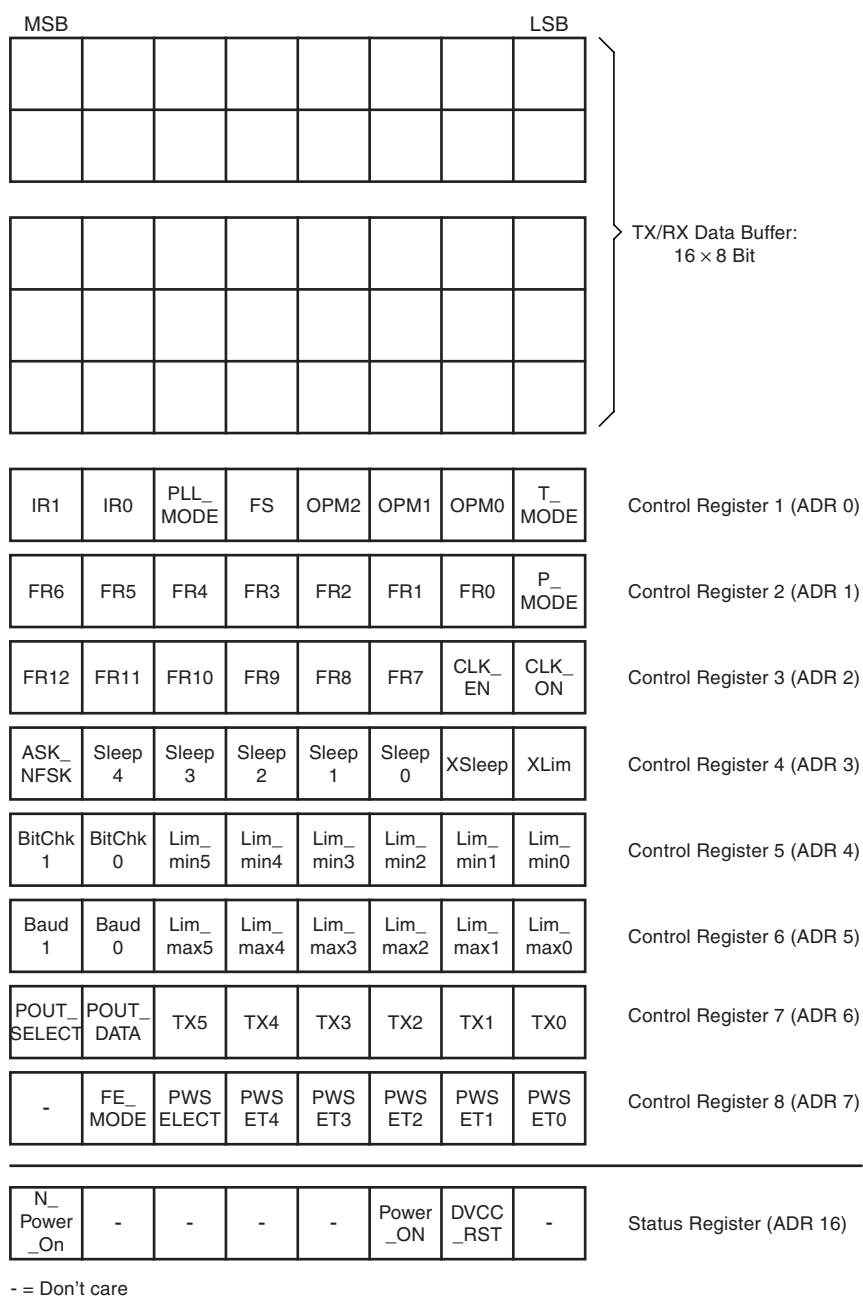 MSB LSB
TX/RX Data Buffer:
16 × 8 Bit
IR1 IR0 PLL_ MODE FS OPM2 OPM1 OPM0 T_ MODE Control Register 1 (ADR 0)
FR6 FR5 FR4 FR3 FR2 FR1 FR0 P_ MODE Control Register 2 (ADR 1)
FR12 FR11 FR10 FR9 FR8 FR7 CLK_ EN CLK_ ON Control Register 3 (ADR 2)
ASK_ NFSK Sleep 4 Sleep 3 Sleep 2 Sleep 1 Sleep 0 XSleep XLim Control Register 4 (ADR 3)
BitChk 1 BitChk 0 Lim_ min5 Lim_ min4 Lim_ min3 Lim_ min2 Lim_ min1 Lim_ min0 Control Register 5 (ADR 4)
Baud 1 Baud 0 Lim_ max5 Lim_ max4 Lim_ max3 Lim_ max2 Lim_ max1 Lim_ max0 Control Register 6 (ADR 5)
POUT_ SELECT POUT_ DATA TX5 TX4 TX3 TX2 TX1 TX0 Control Register 7 (ADR 6)
- FE_ MODE PWS ELECT PWS ET4 PWS ET3 PWS ET2 PWS ET1 PWS ET0 Control Register 8 (ADR 7)
N_ Power _On - - - - Power _ON DVCC _RST - Status Register (ADR 16)
- = Don't care